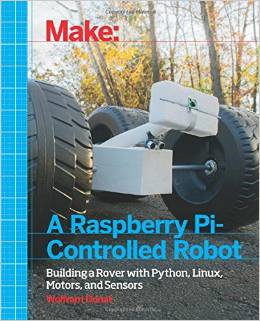 Make:
A Raspberry Pi-
Controlled Robot
Building a Rover with Python, Linux,
Motors, and Sensors
Wolfram Donat